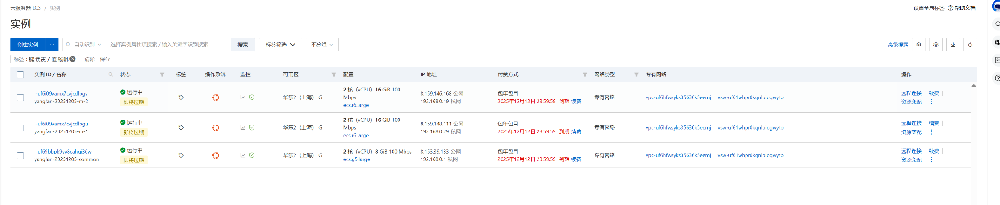 云服务器 ECS / 实例
设置全局标签 帮助文档
实例
创建实例 ··· 自动识别 选择实例属性项搜索 / 输入关键字识别搜索 搜索 标签筛选 不分组 高级搜索
标签 : 键 负责 / 值 杨帆 清除 保存
实例 ID / 名称 状态 标签 操作系统 监控 可用区 配置 IP 地址 付费方式 网络类型 专有网络 操作
i-uf6i09vamx7cvjcdlbgv
yangfan-20251205-m-2
运行中
即将过期
华东2（上海） G
2 核（vCPU）16 GiB 100
Mbps
ecs.r6.large
8.159.146.168 公网
192.168.0.19 私网
包年包月
2025年12月12日 23:59:59 到期 续费
专有网络
vpc-uf6hfwsyks35636k5eemj vsw-uf61whpr0kqnlbiogwytb
远程连接 | 续费 |
资源变配 |
i-uf6i09vamx7cvjcdlbgu
yangfan-20251205-m-1
运行中
即将过期
华东2（上海） G
2 核（vCPU）16 GiB 100
Mbps
ecs.r6.large
8.159.148.111 公网
192.168.0.29 私网
包年包月
2025年12月12日 23:59:59 到期 续费
专有网络
vpc-uf6hfwsyks35636k5eemj vsw-uf61whpr0kqnlbiogwytb
远程连接 | 续费 |
资源变配 |
i-uf69bbpk9yy8cahqi36w
yangfan-20251205-common
运行中
即将过期
华东2（上海） G
2 核（vCPU）8 GiB 100 Mbps
ecs.g5.large
8.153.39.133 公网
192.168.0.1 私网
包年包月
2025年12月12日 23:59:59 到期 续费
专有网络
vpc-uf6hfwsyks35636k5eemj vsw-uf61whpr0kqnlbiogwytb
远程连接 | 续费 |
资源变配 |